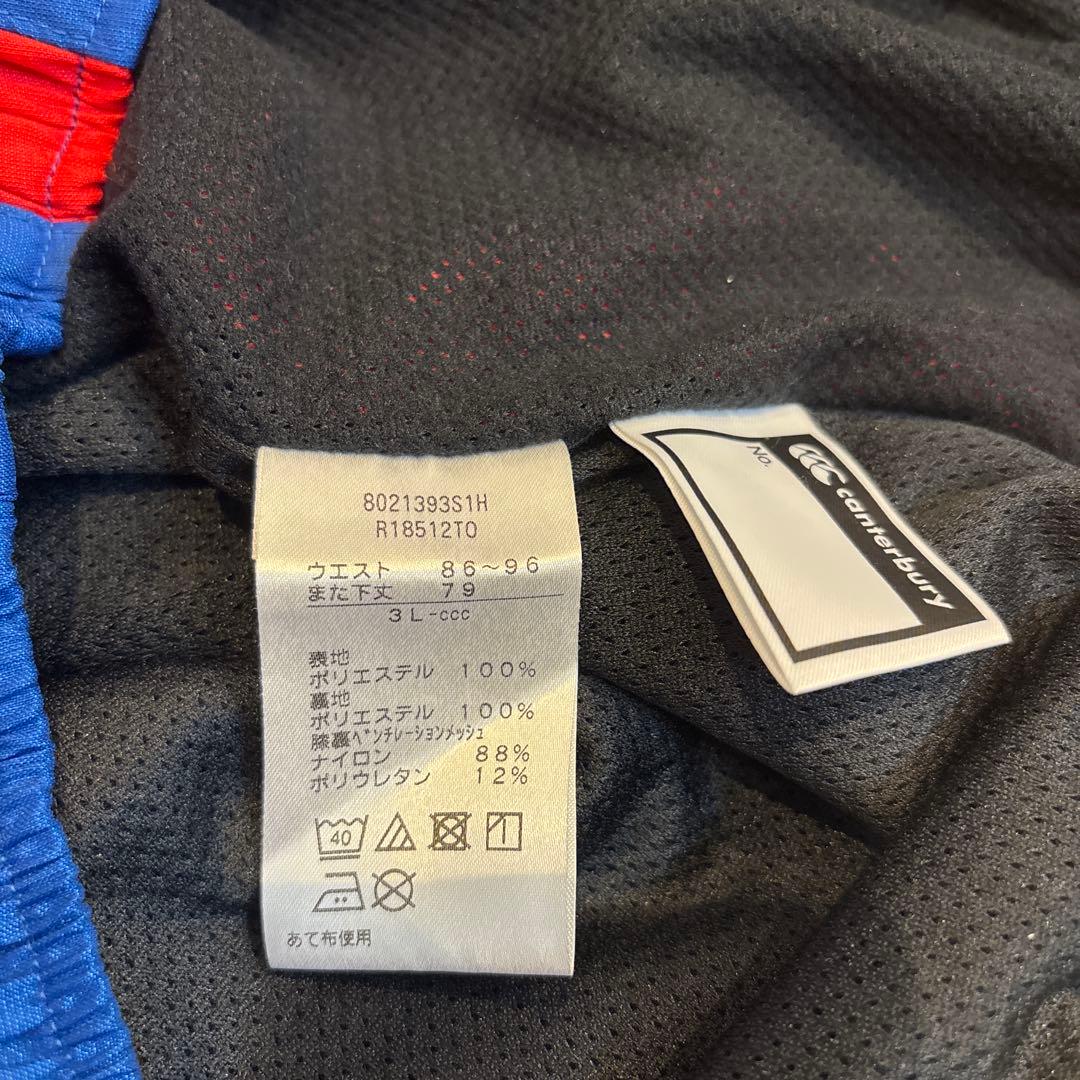 8021393S1H
R18512TO
ウエスト 86～96
また下丈 79
3L-ccc
表地
ポリエステル 100%
裏地
ポリエステル 100%
膝裏ﾍﾞﾝﾁﾚｰｼｮﾝﾒｯｼｭ
ナイロン 88%
ポリウレタン 12%
40
あて布使用
No.
canterbury